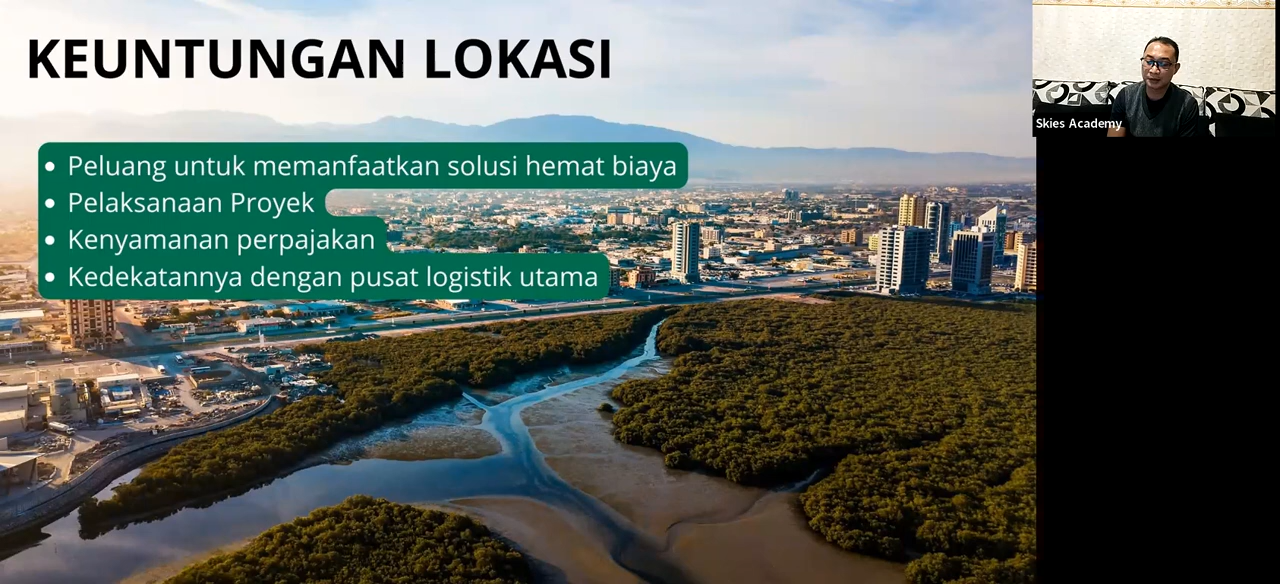 KEUNTUNGAN LOKASI
• Peluang untuk memanfaatkan solusi hemat biaya
• Pelaksanaan Proyek
• Kenyamanan perpajakan
• Kedekatannya dengan pusat logistik utama
Skies Academy